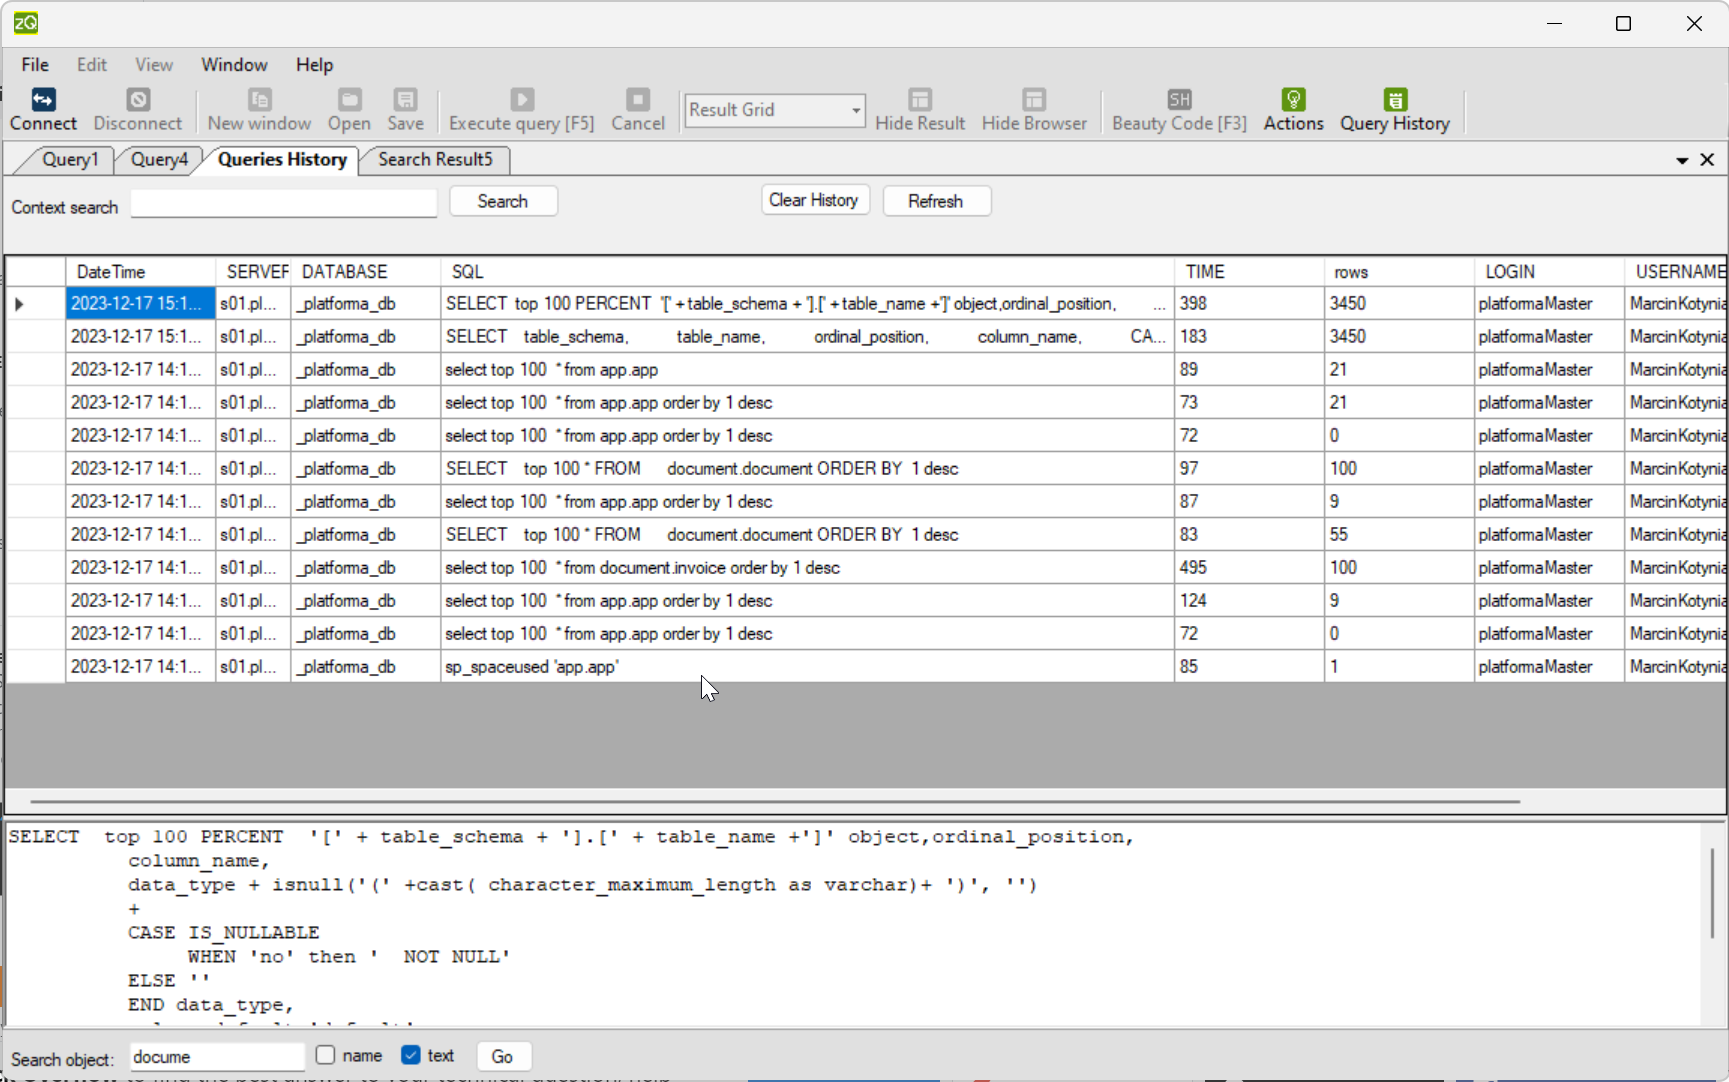 ZQ
File Edit View Window Help
Connect Disconnect New window Open Save Execute query [F5] Cancel Result Grid Hide Result Hide Browser SH Beauty Code [F3] Actions Query History
Query1 Query4 Queries History Search Result5
Context search Search Clear History Refresh
DateTime SERVER DATABASE SQL TIME rows LOGIN USERNAME
2023-12-17 15:1... s01.pl... _platforma_db SELECT top 100 PERCENT '[' + table_schema + '].[' + table_name +']' object,ordinal_position, ... 398 3450 platformaMaster MarcinKotynia
2023-12-17 15:1... s01.pl... _platforma_db SELECT table_schema, table_name, ordinal_position, column_name, CA... 183 3450 platformaMaster MarcinKotynia
2023-12-17 14:1... s01.pl... _platforma_db select top 100 * from app.app 89 21 platformaMaster MarcinKotynia
2023-12-17 14:1... s01.pl... _platforma_db select top 100 * from app.app order by 1 desc 73 21 platformaMaster MarcinKotynia
2023-12-17 14:1... s01.pl... _platforma_db select top 100 * from app.app order by 1 desc 72 0 platformaMaster MarcinKotynia
2023-12-17 14:1... s01.pl... _platforma_db SELECT top 100 * FROM document.document ORDER BY 1 desc 97 100 platformaMaster MarcinKotynia
2023-12-17 14:1... s01.pl... _platforma_db select top 100 * from app.app order by 1 desc 87 9 platformaMaster MarcinKotynia
2023-12-17 14:1... s01.pl... _platforma_db SELECT top 100 * FROM document.document ORDER BY 1 desc 83 55 platformaMaster MarcinKotynia
2023-12-17 14:1... s01.pl... _platforma_db select top 100 * from document.invoice order by 1 desc 495 100 platformaMaster MarcinKotynia
2023-12-17 14:1... s01.pl... _platforma_db select top 100 * from app.app order by 1 desc 124 9 platformaMaster MarcinKotynia
2023-12-17 14:1... s01.pl... _platforma_db select top 100 * from app.app order by 1 desc 72 0 platformaMaster MarcinKotynia
2023-12-17 14:1... s01.pl... _platforma_db sp_spaceused 'app.app' 85 1 platformaMaster MarcinKotynia
SELECT top 100 PERCENT '[' + table_schema + '].[' + table_name +']' object,ordinal_position,
column_name,
data_type + isnull('(' +cast( character_maximum_length as varchar)+ ')', '')
+
CASE IS_NULLABLE
WHEN 'no' then ' NOT NULL'
ELSE ''
END data_type,
Search object: docume name text Go